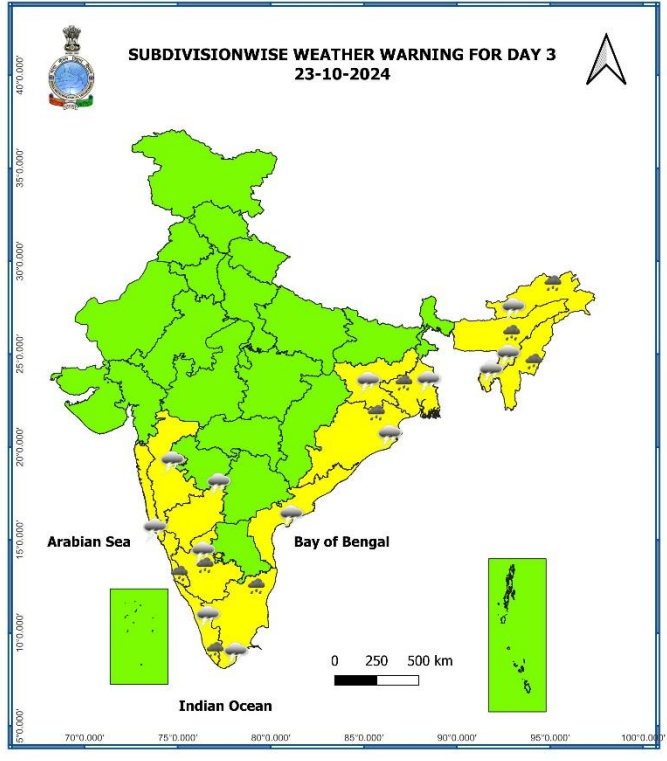 SUBDIVISIONWISE WEATHER WARNING FOR DAY 3
23-10-2024
40°0.000'
35°0.000'
30°0.000'
25°0.000'
20°0.000'
15°0.000'
10°0.000'
5°0.000'
Arabian Sea
Bay of Bengal
0 250 500 km
Indian Ocean
70°0.000' 75°0.000' 80°0.000' 85°0.000' 90°0.000' 95°0.000' 100°0.000'